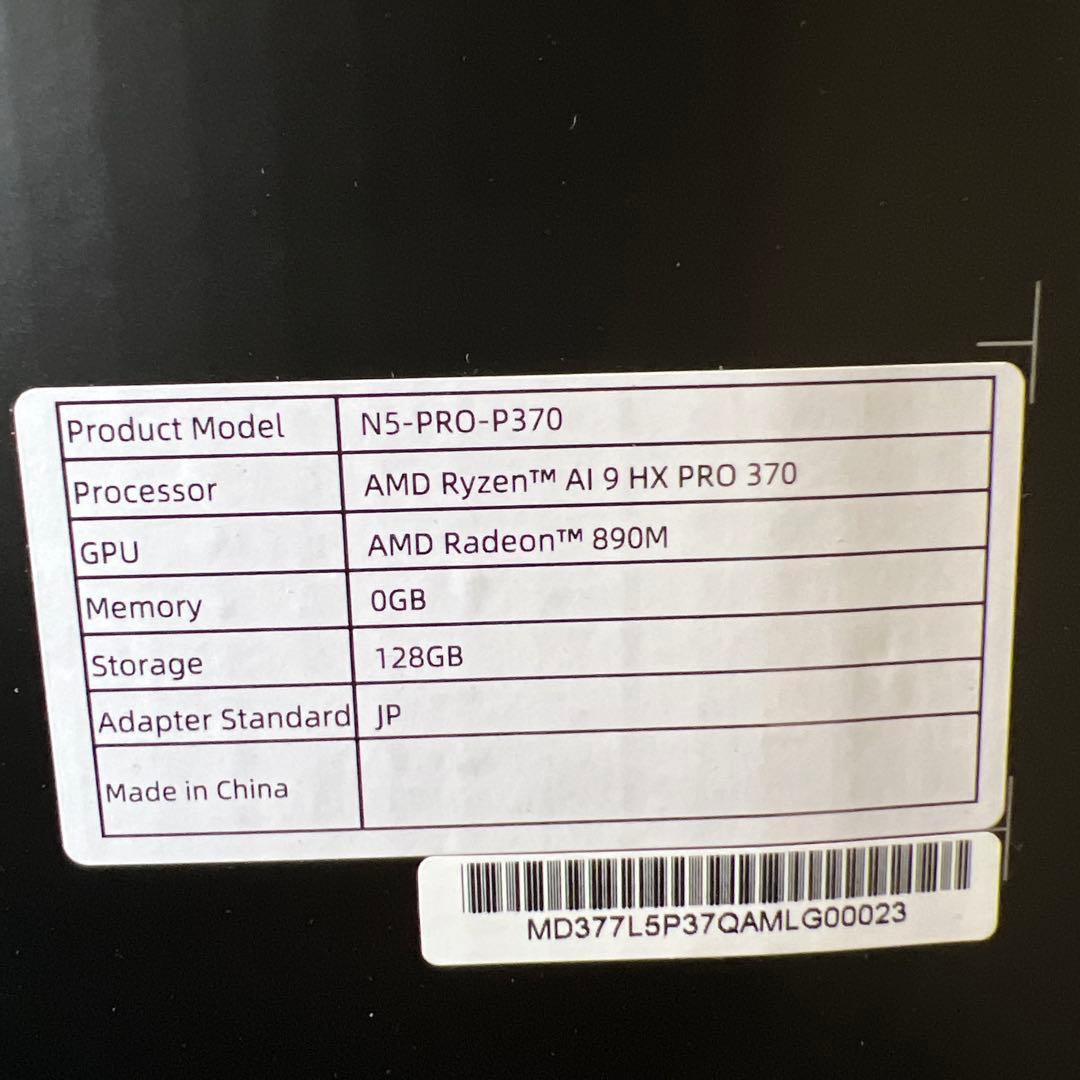 Product Model N5-PRO-P370
Processor AMD Ryzen™ AI 9 HX PRO 370
GPU AMD Radeon™ 890M
Memory 0GB
Storage 128GB
Adapter Standard JP
Made in China
MD377L5P37QAMLG00023